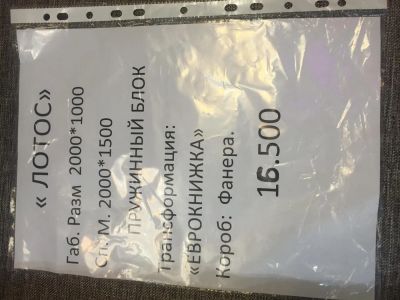 « ЛОТОС»
Габ. Разм 2000*1000
Сп. М. 2000*1500
ПРУЖИННЫЙ БЛОК
Трансформация:
«ЕВРОКНИЖКА»
Короб: Фанера.
16.500